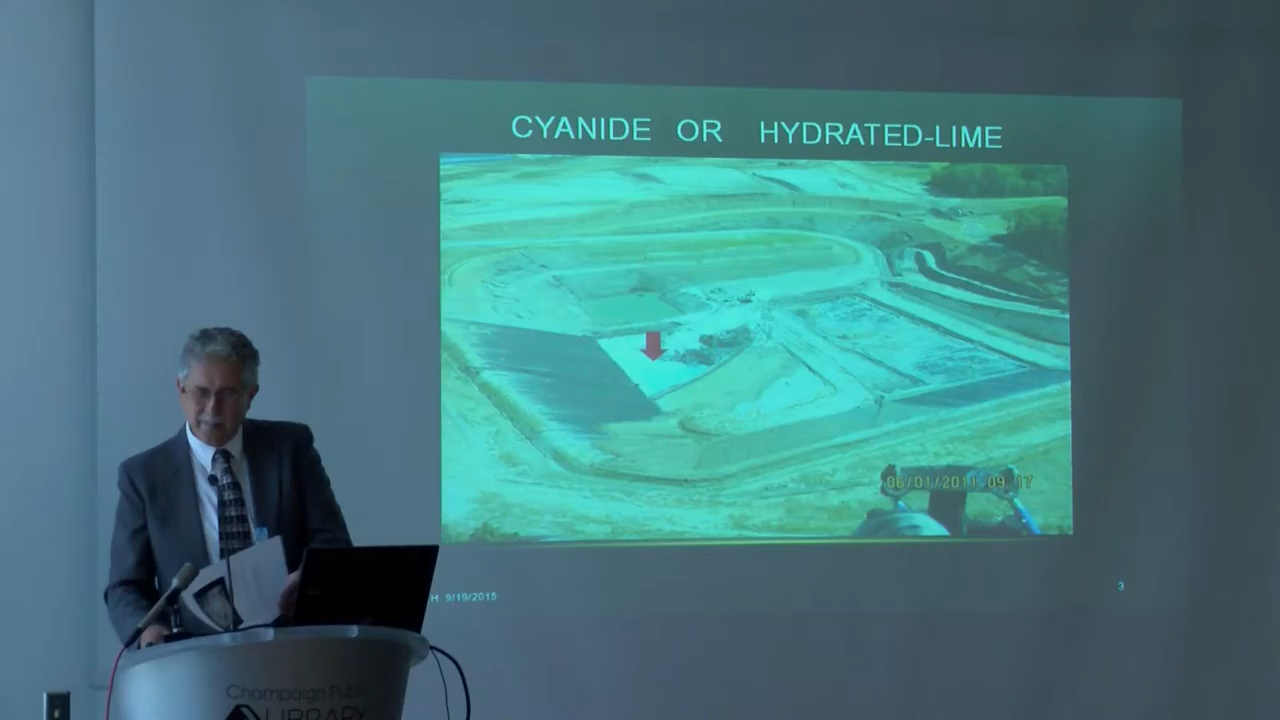 CYANIDE OR HYDRATED-LIME
06/01/2011 09:17
H 9/19/2015
3
Champaign Public
LIBRARY